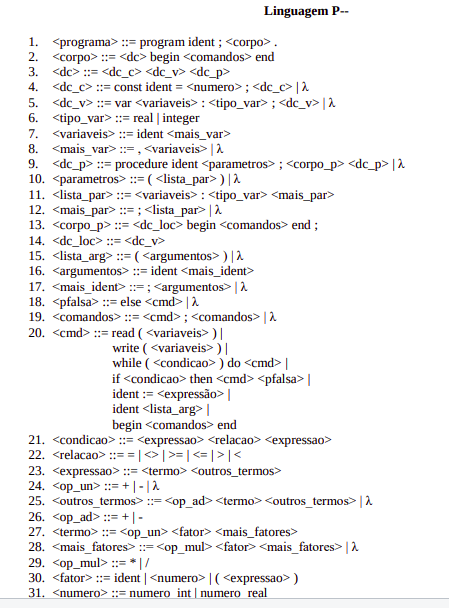 Linguagem P--
1. <programa> ::= program ident ; <corpo> .
2. <corpo> ::= <dc> begin <comandos> end
3. <dc> ::= <dc_c> <dc_v> <dc_p>
4. <dc_c> ::= const ident = <numero> ; <dc_c> | λ
5. <dc_v> ::= var <variaveis> : <tipo_var> ; <dc_v> | λ
6. <tipo_var> ::= real | integer
7. <variaveis> ::= ident <mais_var>
8. <mais_var> ::= , <variaveis> | λ
9. <dc_p> ::= procedure ident <parametros> ; <corpo_p> <dc_p> | λ
10. <parametros> ::= ( <lista_par> ) | λ
11. <lista_par> ::= <variaveis> : <tipo_var> <mais_par>
12. <mais_par> ::= ; <lista_par> | λ
13. <corpo_p> ::= <dc_loc> begin <comandos> end ;
14. <dc_loc> ::= <dc_v>
15. <lista_arg> ::= ( <argumentos> ) | λ
16. <argumentos> ::= ident <mais_ident>
17. <mais_ident> ::= ; <argumentos> | λ
18. <pfalsa> ::= else <cmd> | λ
19. <comandos> ::= <cmd> ; <comandos> | λ
20. <cmd> ::= read ( <variaveis> ) |
write ( <variaveis> ) |
while ( <condicao> ) do <cmd> |
if <condicao> then <cmd> <pfalsa> |
ident := <expressão> |
ident <lista_arg> |
begin <comandos> end
21. <condicao> ::= <expressao> <relacao> <expressao>
22. <relacao> ::= = | <> | >= | <= | > | <
23. <expressao> ::= <termo> <outros_termos>
24. <op_un> ::= + | - | λ
25. <outros_termos> ::= <op_ad> <termo> <outros_termos> | λ
26. <op_ad> ::= + | -
27. <termo> ::= <op_un> <fator> <mais_fatores>
28. <mais_fatores> ::= <op_mul> <fator> <mais_fatores> | λ
29. <op_mul> ::= * | /
30. <fator> ::= ident | <numero> | ( <expressao> )
31. <numero> ::= numero_int | numero_real